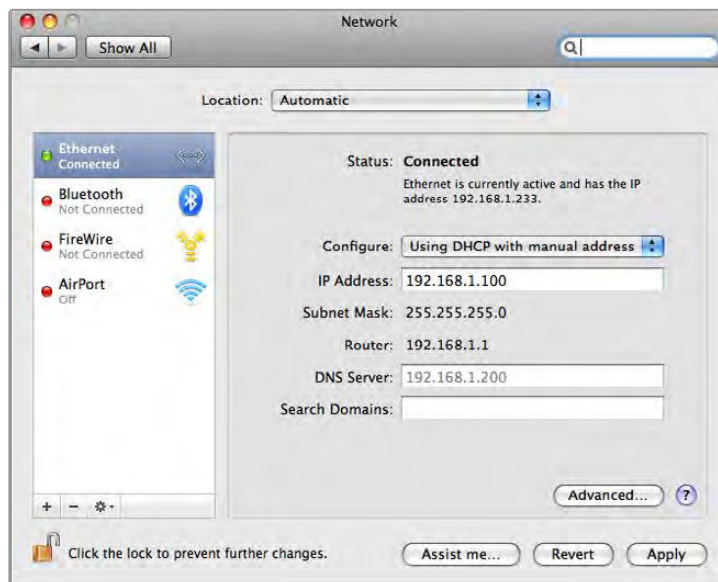 Network
Show All
Location: Automatic
Ethernet
Connected
Bluetooth
Not Connected
FireWire
Not Connected
AirPort
Off
Status: Connected
Ethernet is currently active and has the IP
address 192.168.1.233.
Configure: Using DHCP with manual address
IP Address: 192.168.1.100
Subnet Mask: 255.255.255.0
Router: 192.168.1.1
DNS Server: 192.168.1.200
Search Domains:
Advanced... ?
+ −
Click the lock to prevent further changes.
Assist me... Revert Apply